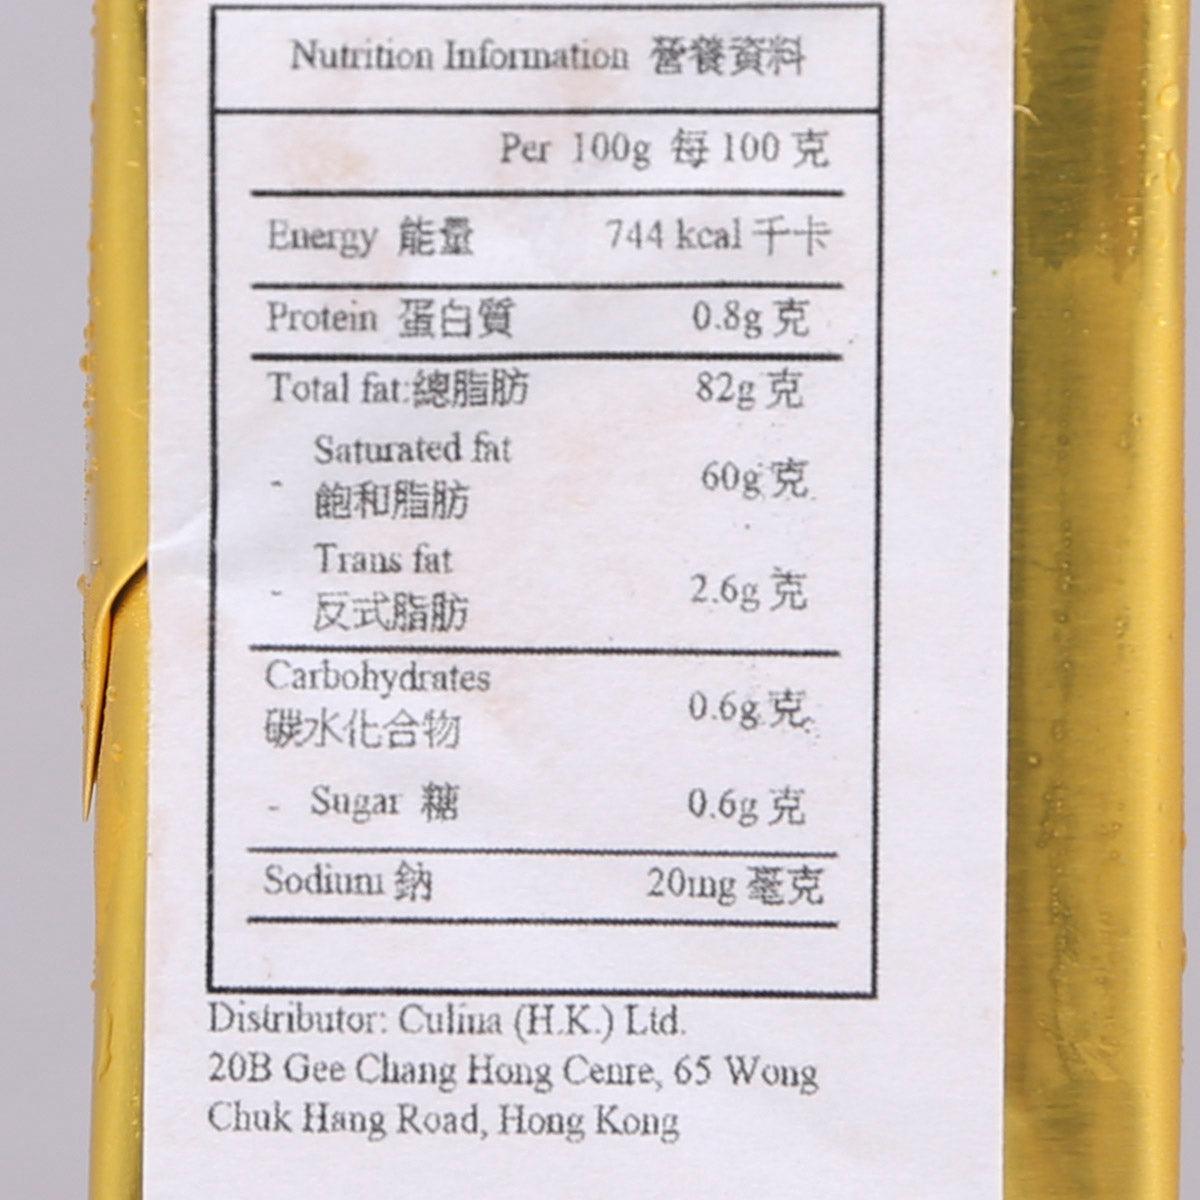 Nutrition Information 營養資料
Per 100g 每 100 克
Energy 能量 744 kcal 千卡
Protein 蛋白質 0.8g 克
Total fat:總脂肪 82g 克
Saturated fat
- 飽和脂肪 60g 克
Trans fat
- 反式脂肪 2.6g 克
Carbohydrates
碳水化合物 0.6g 克
- Sugar 糖 0.6g 克
Sodium 鈉 20mg 毫克
Distributor: Culina (H.K.) Ltd.
20B Gee Chang Hong Cenre, 65 Wong
Chuk Hang Road, Hong Kong